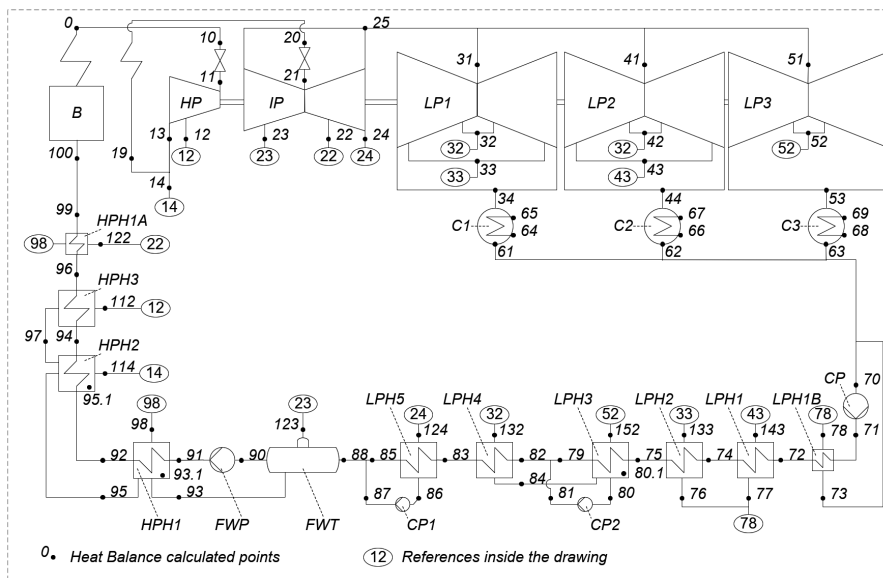 0 10 20 25
11 21 31 41 51
HP IP LP1 LP2 LP3
B
13 12 23 22 24 32 32 42 52
100 19 12 23 22 24 32 33 32 43 52 52
14 33 43
14 34 44 53
99 HPH1A
98 122 22
C1 65 C2 67 C3 69
64 66 68
61 62 63
96 HPH3
112 12
97 94 HPH2
114 14
95.1
70
CP
98 23 LPH5 24 LPH4 32 LPH3 52 LPH2 33 LPH1 43 LPH1B 78
98 123 124 132 152 133 143 78 71
92 91 90 88 85 83 82 79 75 74 72
93.1 84 80.1
95 93 87 86 81 80 76 77 73
HPH1 FWP FWT CP1 CP2 78
0 Heat Balance calculated points 12 References inside the drawing